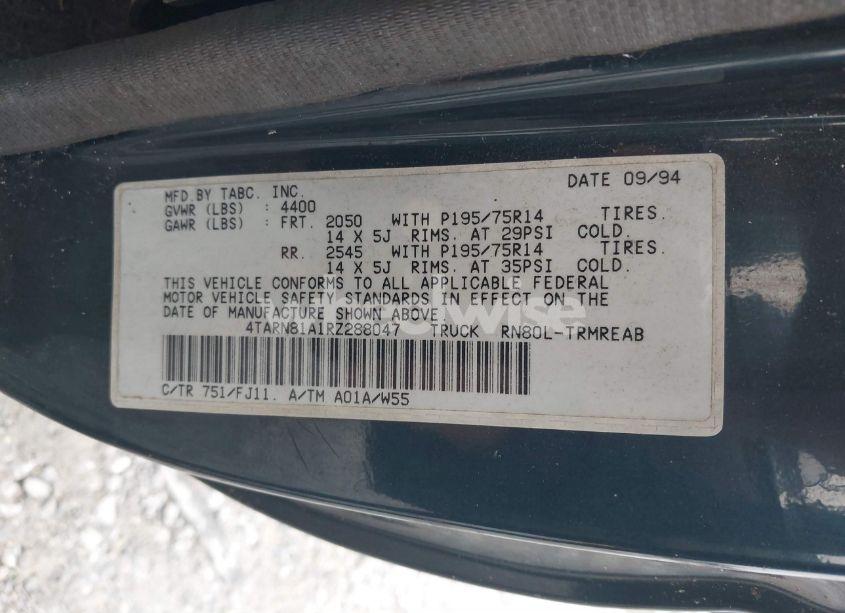 MFD.BY TABC. INC. DATE 09/94
GVWR (LBS) : 4400
GAWR (LBS) : FRT. 2050 WITH P195/75R14 TIRES.
14 X 5J RIMS. AT 29PSI COLD.
RR. 2545 WITH P195/75R14 TIRES.
14 X 5J RIMS. AT 35PSI COLD.
THIS VEHICLE CONFORMS TO ALL APPLICABLE FEDERAL
MOTOR VEHICLE SAFETY STANDARDS IN EFFECT ON THE
DATE OF MANUFACTURE SHOWN ABOVE.
4TARN81A1RZ288047 TRUCK RN80L-TRMREAB
C/TR 751/FJ11. A/TM A01A/W55